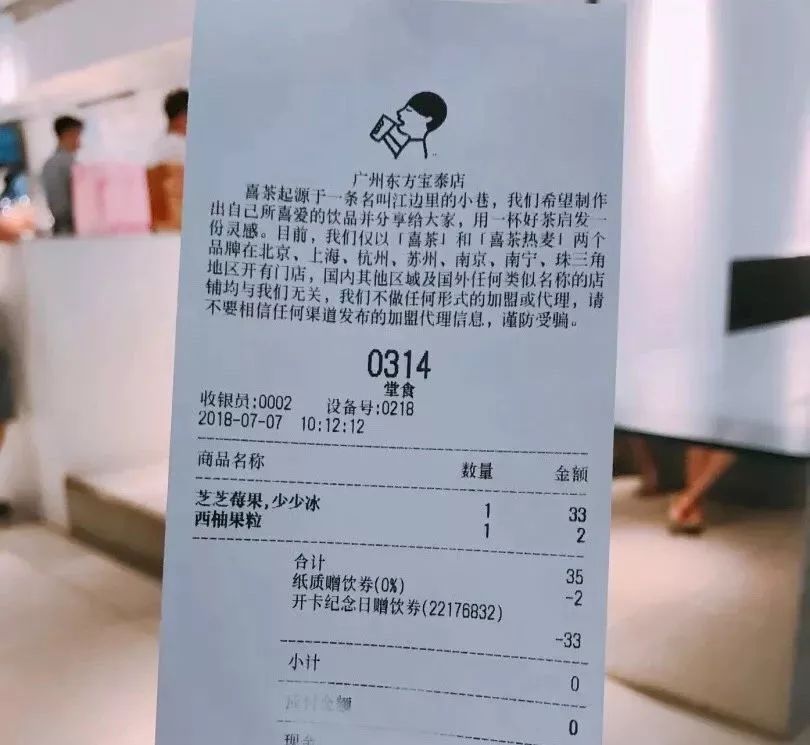 广州东方宝泰店
喜茶起源于一条名叫江边里的小巷，我们希望制作
出自己所喜爱的饮品并分享给大家，用一杯好茶启发一
份灵感。目前，我们仅以「喜茶」和「喜茶热麦」两个
品牌在北京、上海、杭州、苏州、南京、南宁、珠三角
地区开有门店，国内其他区域及国外任何类似名称的店
铺均与我们无关，我们不做任何形式的加盟或代理，请
不要相信任何渠道发布的加盟代理信息，谨防受骗。
0314
堂食
收银员:0002 设备号:0218
2018-07-07 10:12:12
商品名称 数量 金额
芝芝莓果,少少冰 1 33
西柚果粒 1 2
合计 35
纸质赠饮券(0%) -2
开卡纪念日赠饮券(22176832)
-33
小计 0
应付金额 0
现金